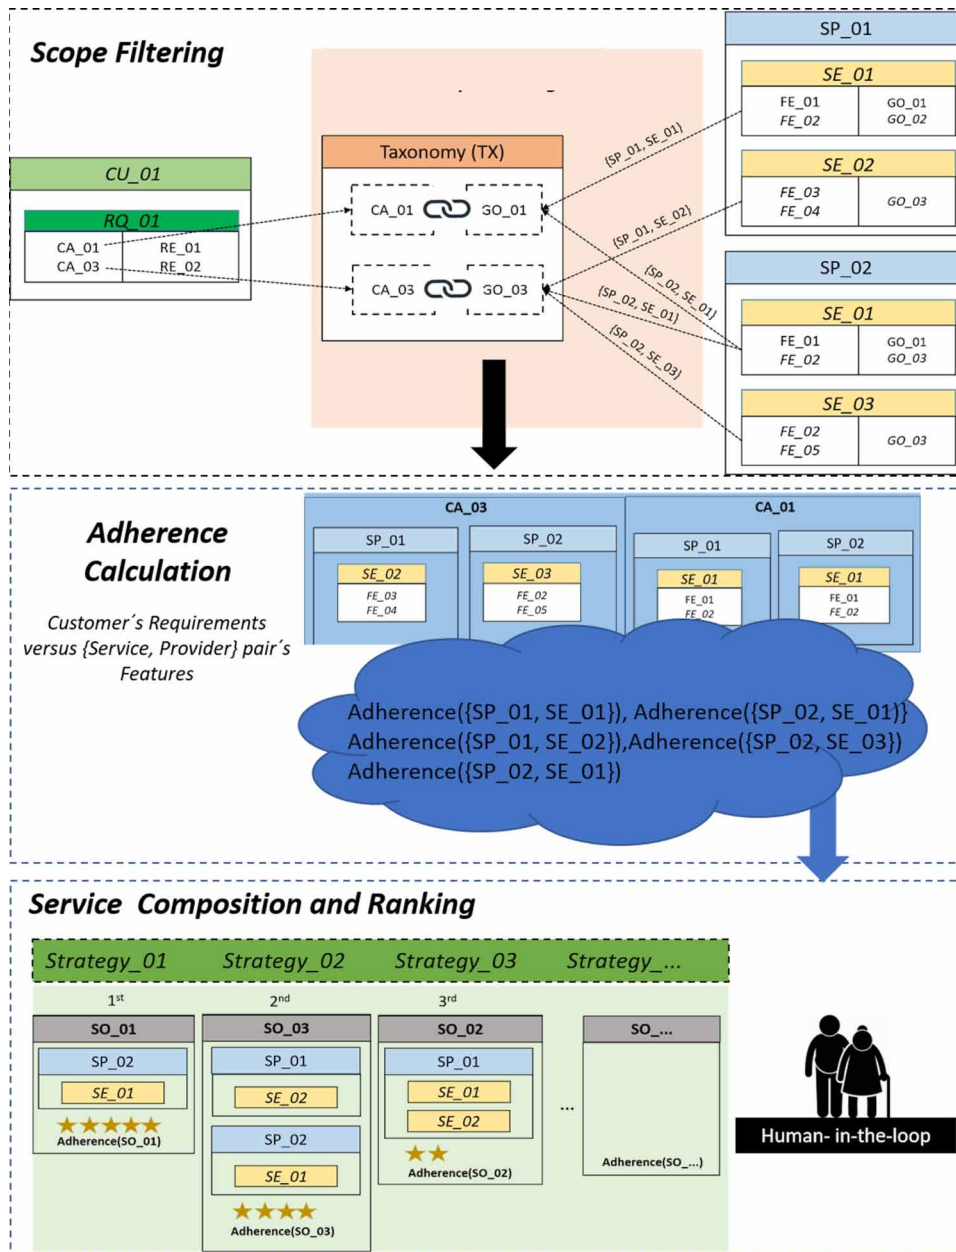 Scope Filtering
CU_01
RQ_01
CA_01
RE_01
CA_03
RE_02
Taxonomy (TX)
CA_01
GO_01
CA_03
GO_03
{SP_01, SE_01}
{SP_01, SE_02}
{SP_02, SE_01}
{SP_02, SE_01}
{SP_02, SE_03}
SP_01
SE_01
FE_01
GO_01
FE_02
GO_02
SE_02
FE_03
FE_04
GO_03
SP_02
SE_01
FE_01
GO_01
FE_02
GO_03
SE_03
FE_02
FE_05
GO_03
Adherence
Calculation
Customer´s Requirements
versus {Service, Provider} pair´s
Features
CA_03
CA_01
SP_01
SP_02
SP_01
SP_02
SE_02
FE_03
FE_04
SE_03
FE_02
FE_05
SE_01
FE_01
FE_02
SE_01
FE_01
FE_02
Adherence({SP_01, SE_01}), Adherence({SP_02, SE_01)}
Adherence({SP_01, SE_02}),Adherence({SP_02, SE_03})
Adherence({SP_02, SE_01})
Service Composition and Ranking
Strategy_01
Strategy_02
Strategy_03
Strategy_...
1st
2nd
3rd
SO_01
SP_02
SE_01
Adherence(SO_01)
SO_03
SP_01
SE_02
SP_02
SE_01
Adherence(SO_03)
SO_02
SP_01
SE_01
SE_02
Adherence(SO_02)
...
SO_...
Adherence(SO_...)
Human- in-the-loop